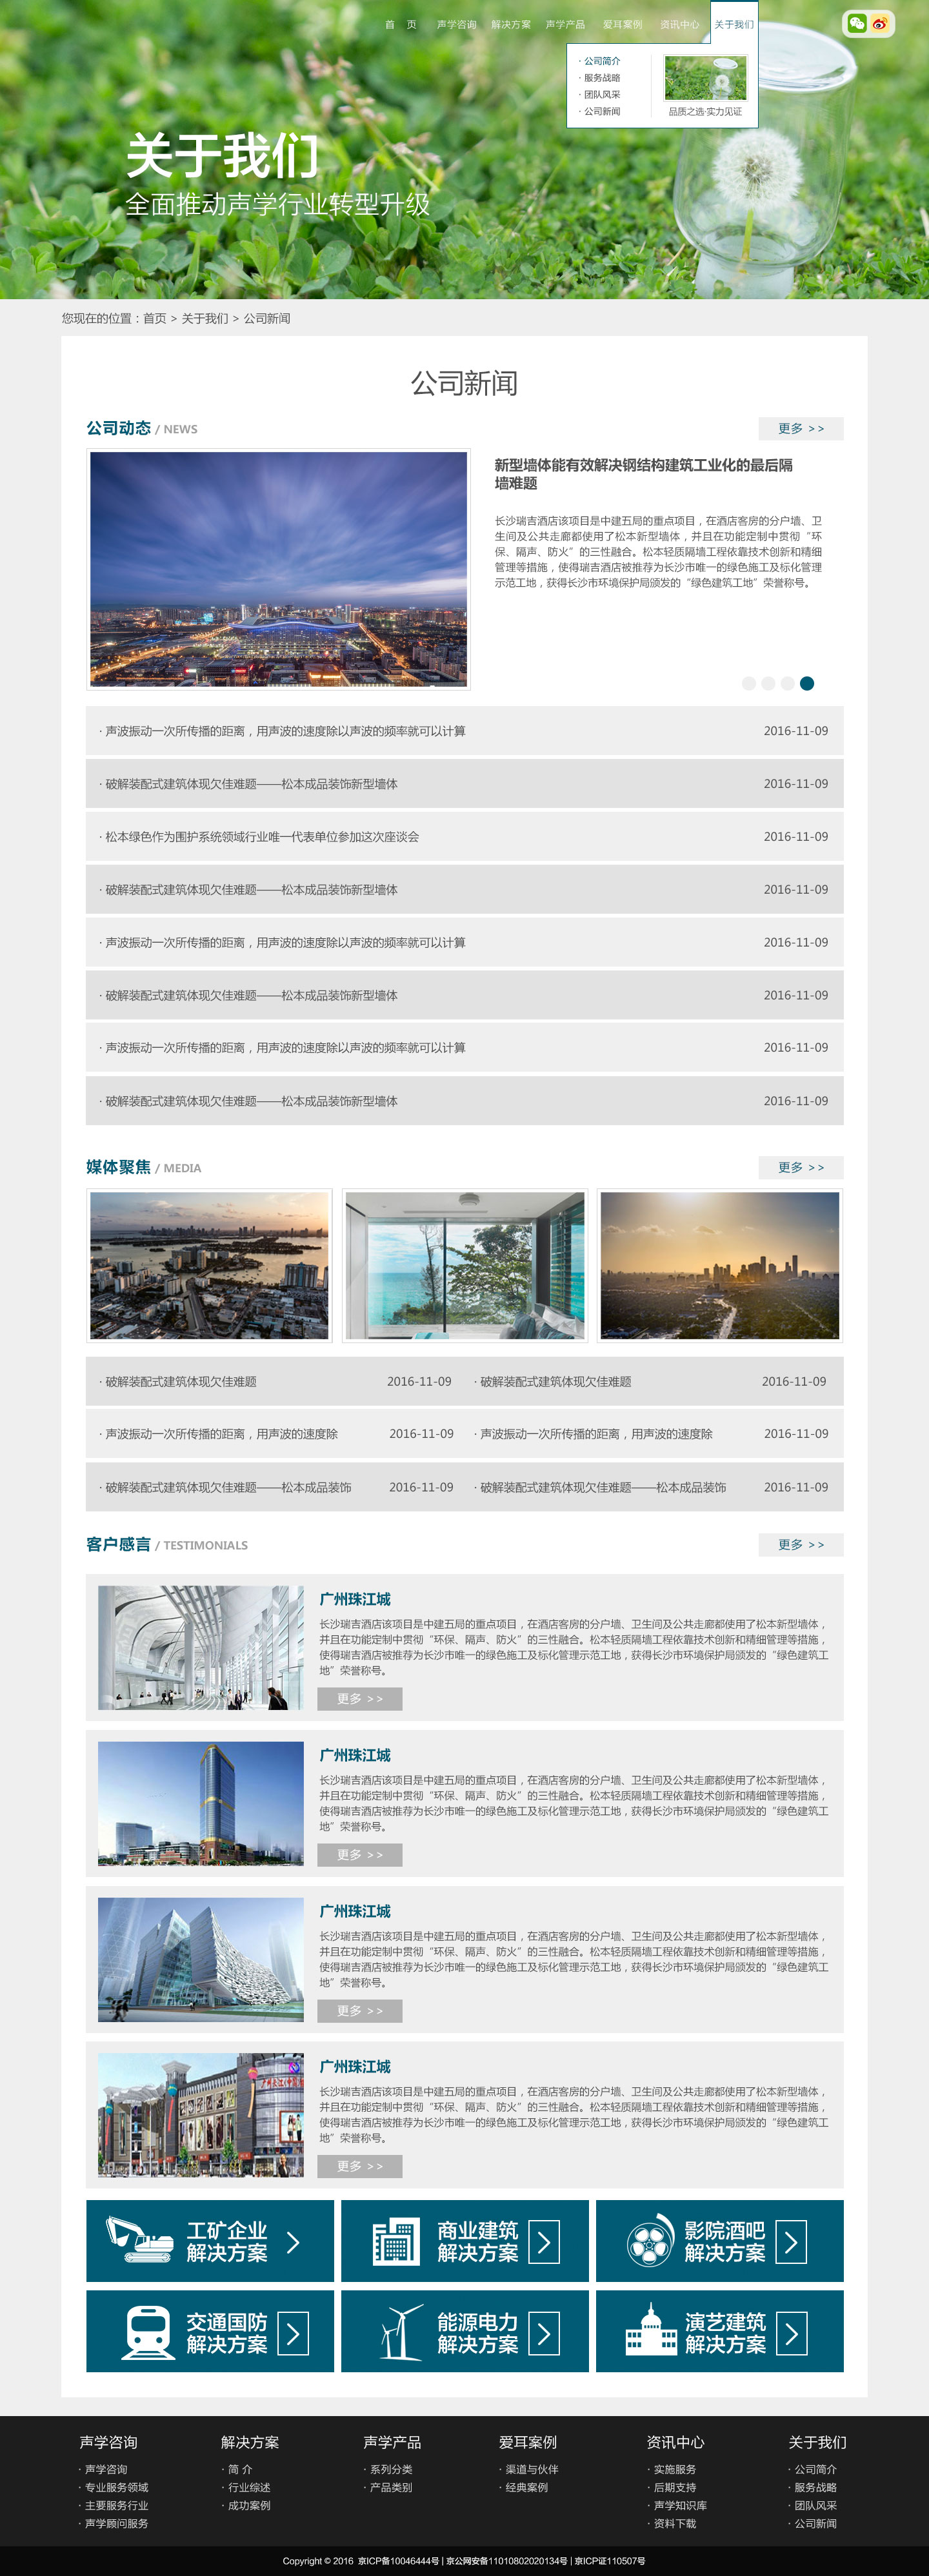 首 页 声学咨询 解决方案 声学产品 爱耳案例 资讯中心 关于我们
· 公司简介
· 服务战略
· 团队风采
· 公司新闻
品质之选·实力见证
关于我们
全面推动声学行业转型升级
您现在的位置：首页 > 关于我们 > 公司新闻
公司新闻
公司动态 / NEWS
更多 >>
新型墙体能有效解决钢结构建筑工业化的最后隔
墙难题
长沙瑞吉酒店该项目是中建五局的重点项目，在酒店客房的分户墙、卫
生间及公共走廊都使用了松本新型墙体，并且在功能定制中贯彻“环
保、隔声、防火”的三性融合。松本轻质隔墙工程依靠技术创新和精细
管理等措施，使得瑞吉酒店被推荐为长沙市唯一的绿色施工及标化管理
示范工地，获得长沙市环境保护局颁发的“绿色建筑工地”荣誉称号。
· 声波振动一次所传播的距离，用声波的速度除以声波的频率就可以计算 2016-11-09
· 破解装配式建筑体现欠佳难题——松本成品装饰新型墙体 2016-11-09
· 松本绿色作为围护系统领域行业唯一代表单位参加这次座谈会 2016-11-09
· 破解装配式建筑体现欠佳难题——松本成品装饰新型墙体 2016-11-09
· 声波振动一次所传播的距离，用声波的速度除以声波的频率就可以计算 2016-11-09
· 破解装配式建筑体现欠佳难题——松本成品装饰新型墙体 2016-11-09
· 声波振动一次所传播的距离，用声波的速度除以声波的频率就可以计算 2016-11-09
· 破解装配式建筑体现欠佳难题——松本成品装饰新型墙体 2016-11-09
媒体聚焦 / MEDIA
更多 >>
· 破解装配式建筑体现欠佳难题 2016-11-09 · 破解装配式建筑体现欠佳难题 2016-11-09
· 声波振动一次所传播的距离，用声波的速度除 2016-11-09 · 声波振动一次所传播的距离，用声波的速度除 2016-11-09
· 破解装配式建筑体现欠佳难题——松本成品装饰 2016-11-09 · 破解装配式建筑体现欠佳难题——松本成品装饰 2016-11-09
客户感言 / TESTIMONIALS
更多 >>
广州珠江城
长沙瑞吉酒店该项目是中建五局的重点项目，在酒店客房的分户墙、卫生间及公共走廊都使用了松本新型墙体，
并且在功能定制中贯彻“环保、隔声、防火”的三性融合。松本轻质隔墙工程依靠技术创新和精细管理等措施，
使得瑞吉酒店被推荐为长沙市唯一的绿色施工及标化管理示范工地，获得长沙市环境保护局颁发的“绿色建筑工
地”荣誉称号。
更多 >>
广州珠江城
长沙瑞吉酒店该项目是中建五局的重点项目，在酒店客房的分户墙、卫生间及公共走廊都使用了松本新型墙体，
并且在功能定制中贯彻“环保、隔声、防火”的三性融合。松本轻质隔墙工程依靠技术创新和精细管理等措施，
使得瑞吉酒店被推荐为长沙市唯一的绿色施工及标化管理示范工地，获得长沙市环境保护局颁发的“绿色建筑工
地”荣誉称号。
更多 >>
广州珠江城
长沙瑞吉酒店该项目是中建五局的重点项目，在酒店客房的分户墙、卫生间及公共走廊都使用了松本新型墙体，
并且在功能定制中贯彻“环保、隔声、防火”的三性融合。松本轻质隔墙工程依靠技术创新和精细管理等措施，
使得瑞吉酒店被推荐为长沙市唯一的绿色施工及标化管理示范工地，获得长沙市环境保护局颁发的“绿色建筑工
地”荣誉称号。
更多 >>
广州珠江城
长沙瑞吉酒店该项目是中建五局的重点项目，在酒店客房的分户墙、卫生间及公共走廊都使用了松本新型墙体，
并且在功能定制中贯彻“环保、隔声、防火”的三性融合。松本轻质隔墙工程依靠技术创新和精细管理等措施，
使得瑞吉酒店被推荐为长沙市唯一的绿色施工及标化管理示范工地，获得长沙市环境保护局颁发的“绿色建筑工
地”荣誉称号。
更多 >>
工矿企业
解决方案
商业建筑
解决方案
影院酒吧
解决方案
交通国防
解决方案
能源电力
解决方案
演艺建筑
解决方案
声学咨询
· 声学咨询
· 专业服务领域
· 主要服务行业
· 声学顾问服务
解决方案
· 简 介
· 行业综述
· 成功案例
声学产品
· 系列分类
· 产品类别
爱耳案例
· 渠道与伙伴
· 经典案例
资讯中心
· 实施服务
· 后期支持
· 声学知识库
· 资料下载
关于我们
· 公司简介
· 服务战略
· 团队风采
· 公司新闻
Copyright © 2016 京ICP备10046444号 | 京公网安备11010802020134号 | 京ICP证110507号